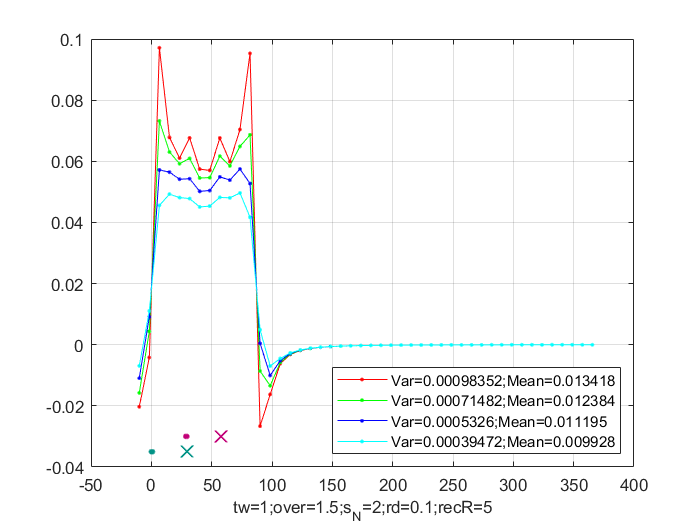 0.1
0.08
0.06
0.04
0.02
0
-0.02
-0.04
-50 0 50 100 150 200 250 300 350 400
Var=0.00098352;Mean=0.013418
Var=0.00071482;Mean=0.012384
Var=0.0005326;Mean=0.011195
Var=0.00039472;Mean=0.009928
tw=1;over=1.5;s_N=2;rd=0.1;recR=5